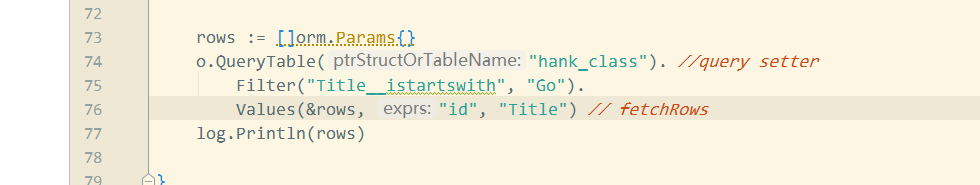 72
73 rows := []orm.Params{}
74 o.QueryTable( ptrStructOrTableName: "hank_class"). //query setter
75 Filter("Title__istartswith", "Go").
76 Values(&rows, exprs: "id", "Title") // fetchRows
77 log.Println(rows)
78
79 }